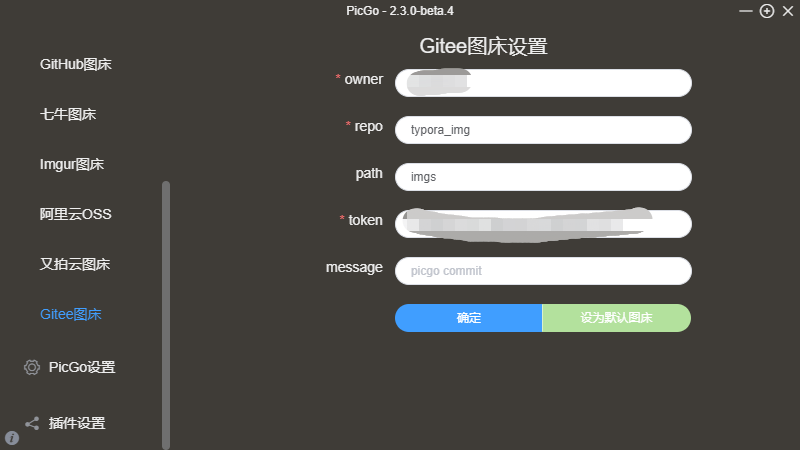 PicGo - 2.3.0-beta.4
GitHub图床
七牛图床
Imgur图床
阿里云OSS
又拍云图床
Gitee图床
PicGo设置
插件设置
Gitee图床设置
* owner
* repo
typora_img
path
imgs
* token
message
picgo commit
确定
设为默认图床